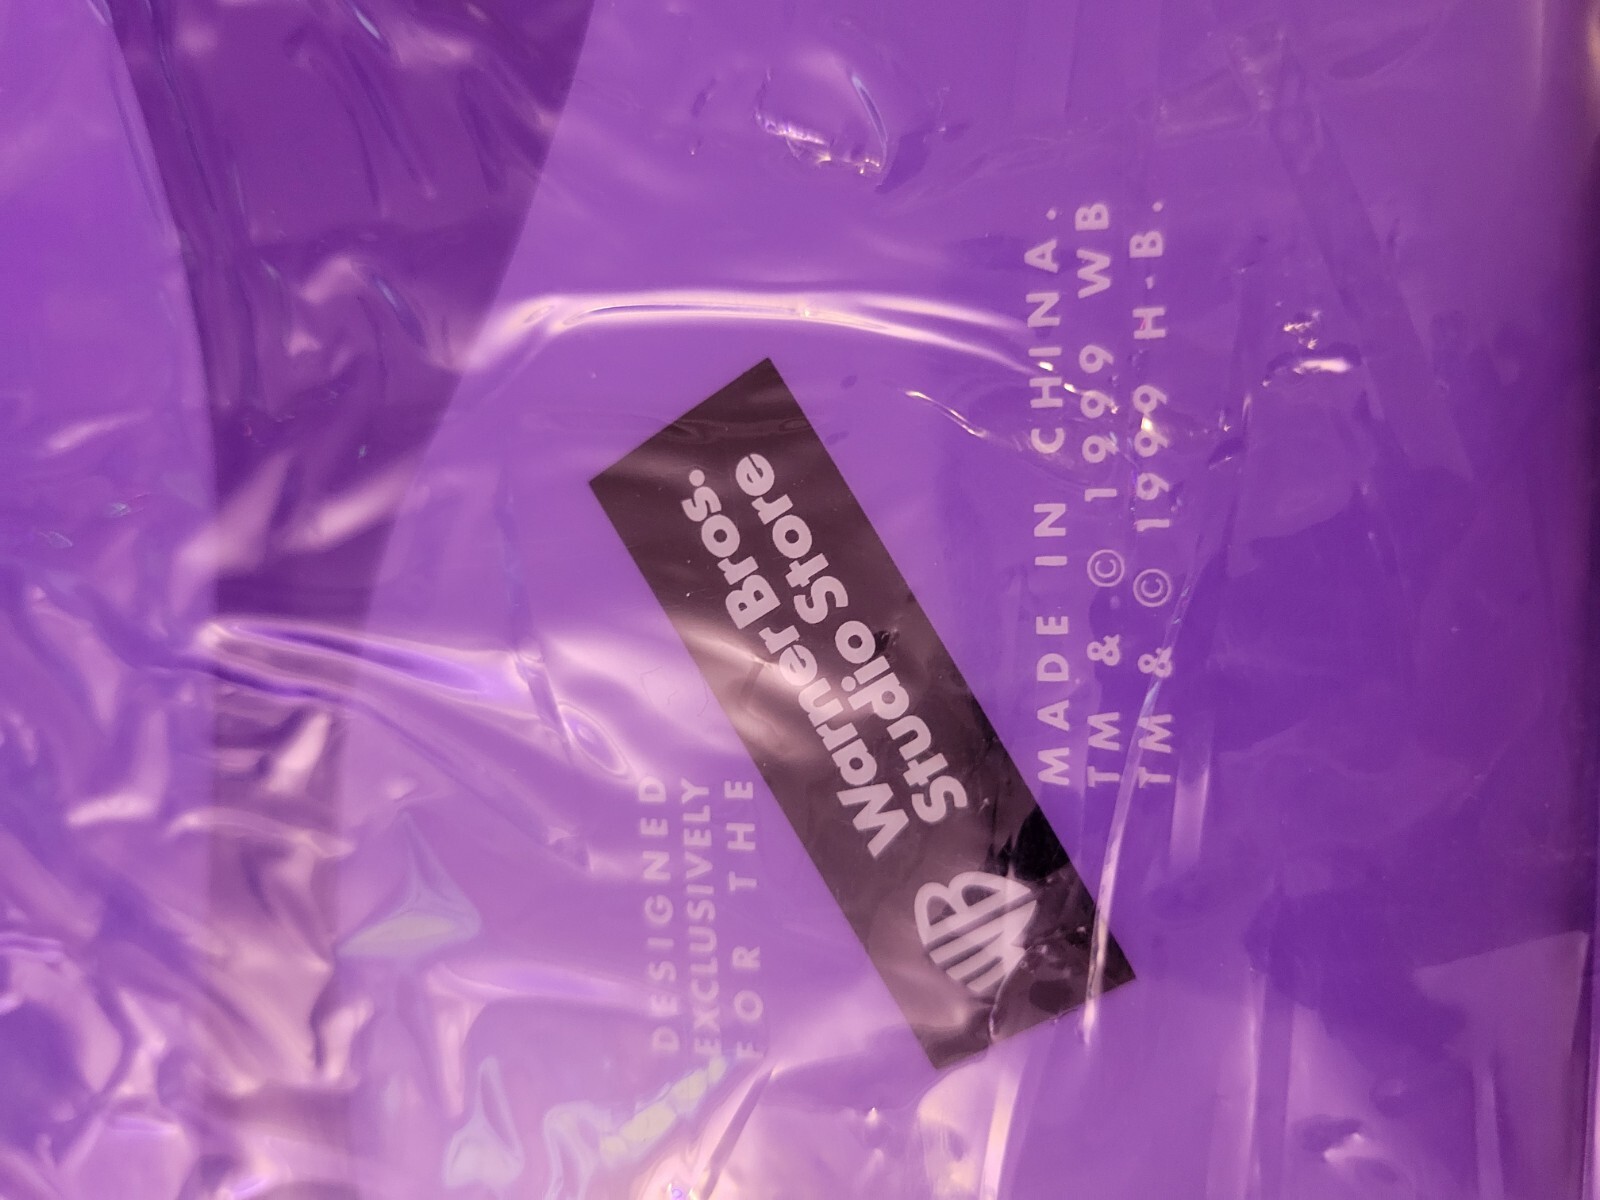 DESIGNED
EXCLUSIVELY
FOR THE
WB
Warner Bros.
Studio Store
MADE IN CHINA.
TM & © 1999 WB
TM & © 1999 H-B.